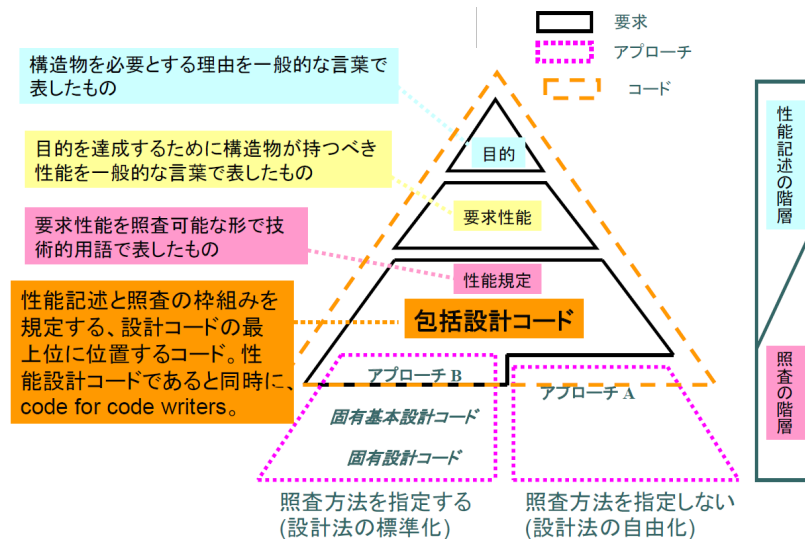 要求
アプローチ
コード
構造物を必要とする理由を一般的な言葉で
表したもの
目的を達成するために構造物が持つべき
性能を一般的な言葉で表したもの
要求性能を照査可能な形で技
術的用語で表したもの
性能記述と照査の枠組みを
規定する、設計コードの最
上位に位置するコード。性
能設計コードであると同時に、
code for code writers。
目的
要求性能
性能規定
包括設計コード
アプローチ B
アプローチ A
固有基本設計コード
固有設計コード
照査方法を指定する
(設計法の標準化)
照査方法を指定しない
(設計法の自由化)
性能記述の階層
照査の階層